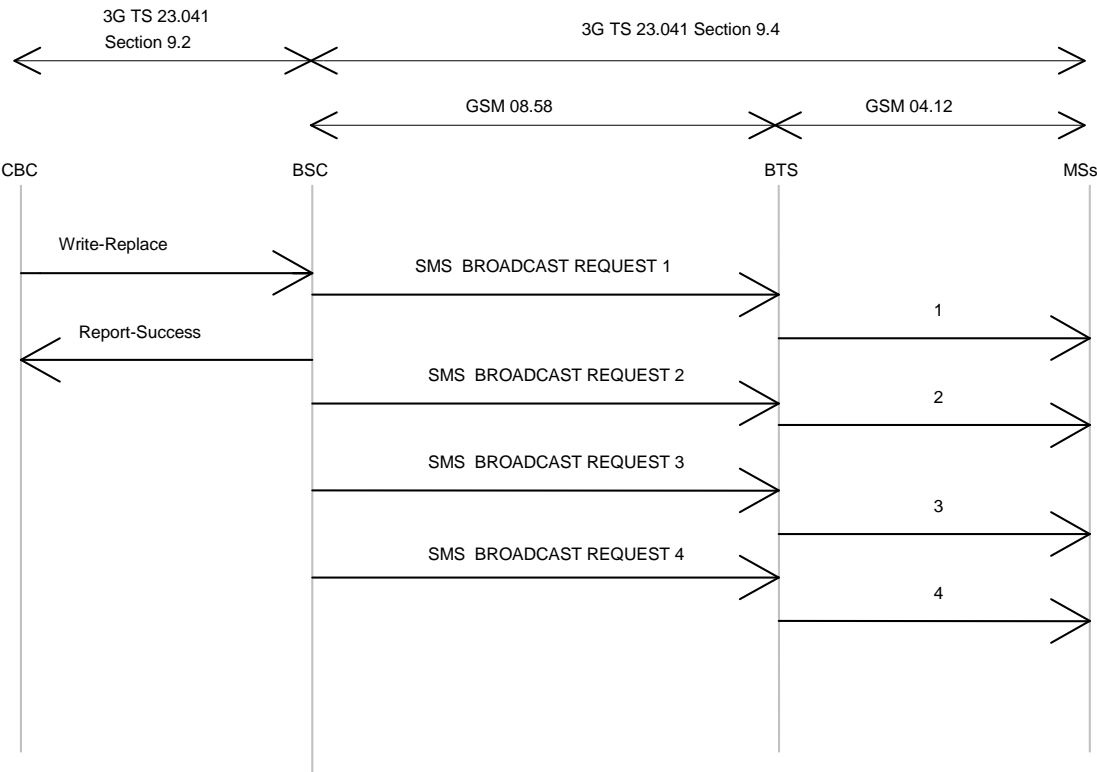 3G TS 23.041
Section 9.2
3G TS 23.041 Section 9.4
GSM 08.58
GSM 04.12
CBC
BSC
BTS
MSs
Write-Replace
SMS BROADCAST REQUEST 1
1
Report-Success
SMS BROADCAST REQUEST 2
2
SMS BROADCAST REQUEST 3
3
SMS BROADCAST REQUEST 4
4